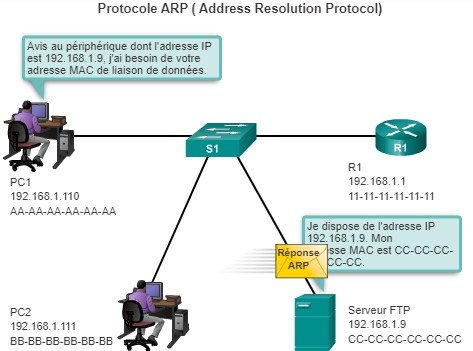 Protocole ARP ( Address Resolution Protocol)
Avis au périphérique dont l'adresse IP
est 192.168.1.9, j'ai besoin de votre
adresse MAC de liaison de données.
S1
R1
PC1
192.168.1.110
AA-AA-AA-AA-AA-AA
R1
192.168.1.1
11-11-11-11-11-11
Je dispose de l'adresse IP
192.168.1.9. Mon
sse MAC est CC-CC-CC-
CC-CC.
Réponse
ARP
PC2
192.168.1.111
BB-BB-BB-BB-BB-BB
Serveur FTP
192.168.1.9
CC-CC-CC-CC-CC-CC